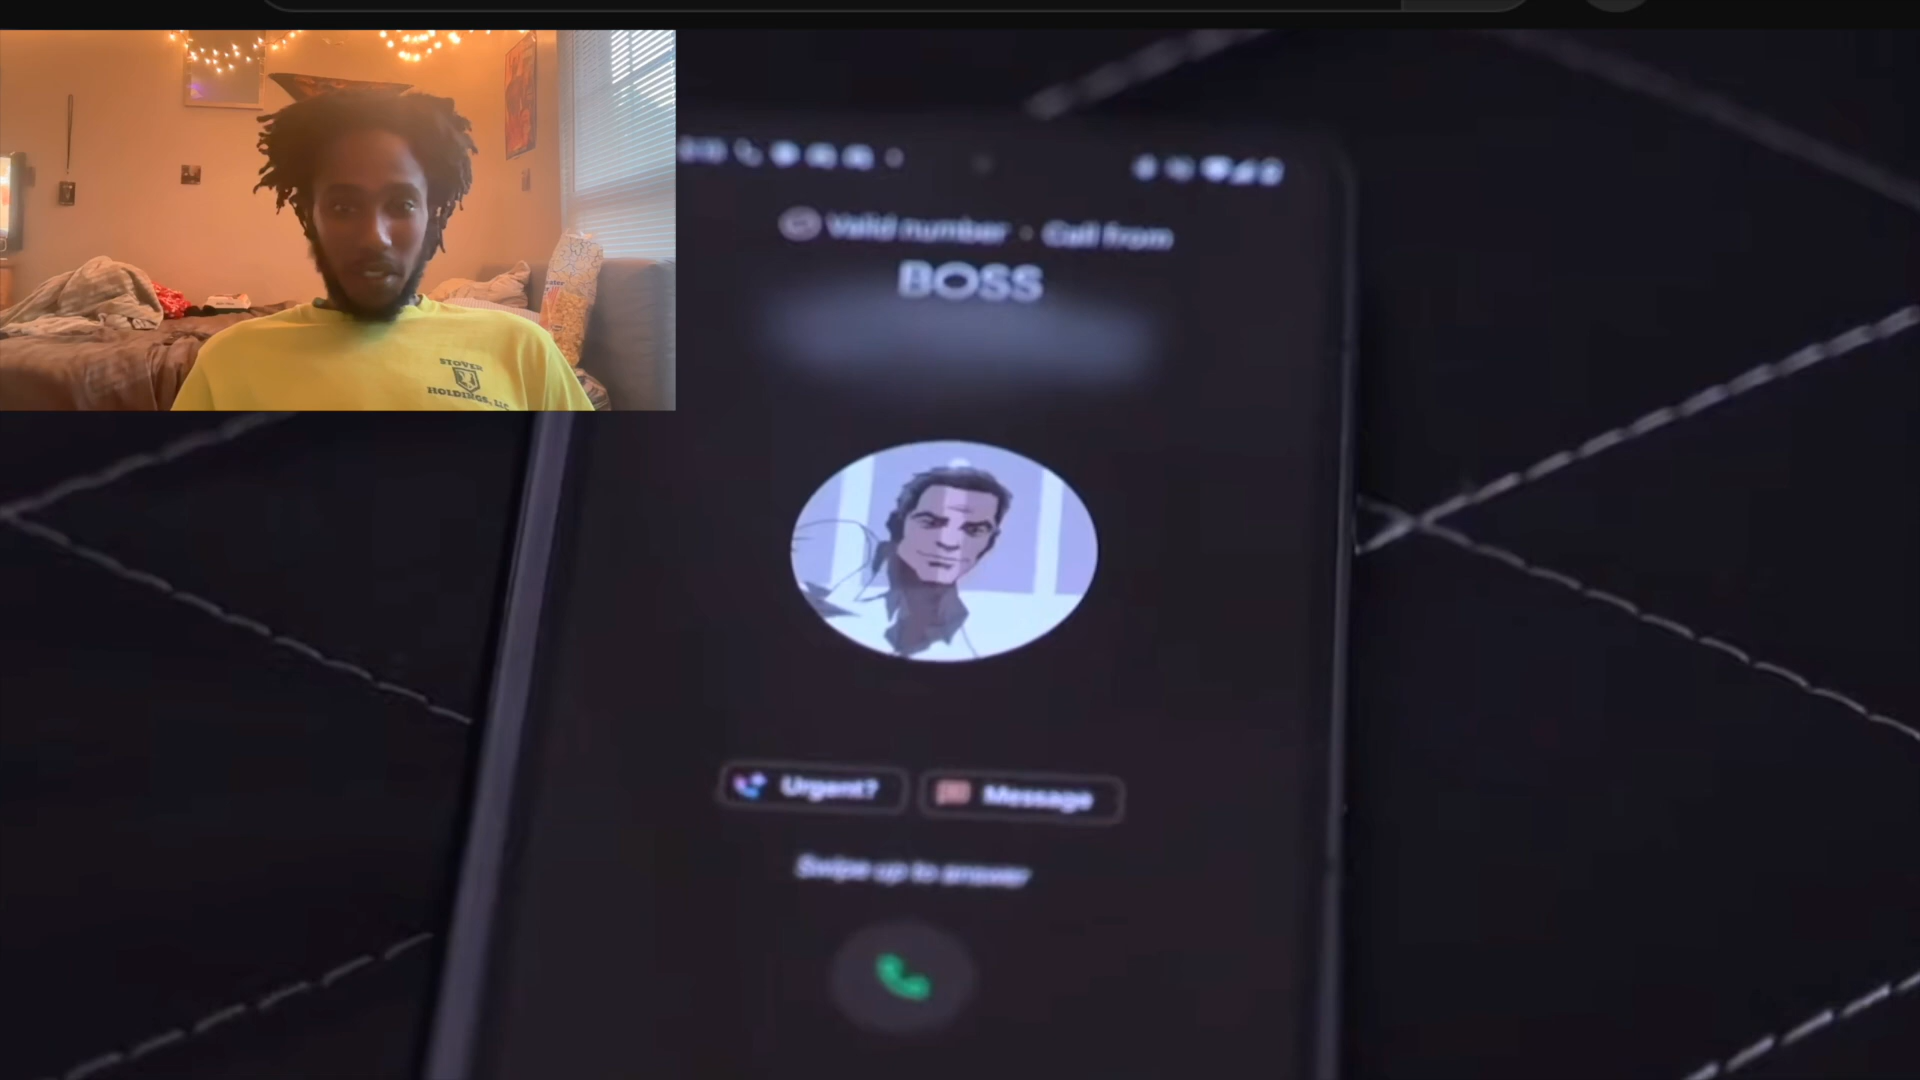 STOVER
HOLDINGS, LLC
Valid number · Call from
BOSS
Urgent?
Message
Swipe up to answer